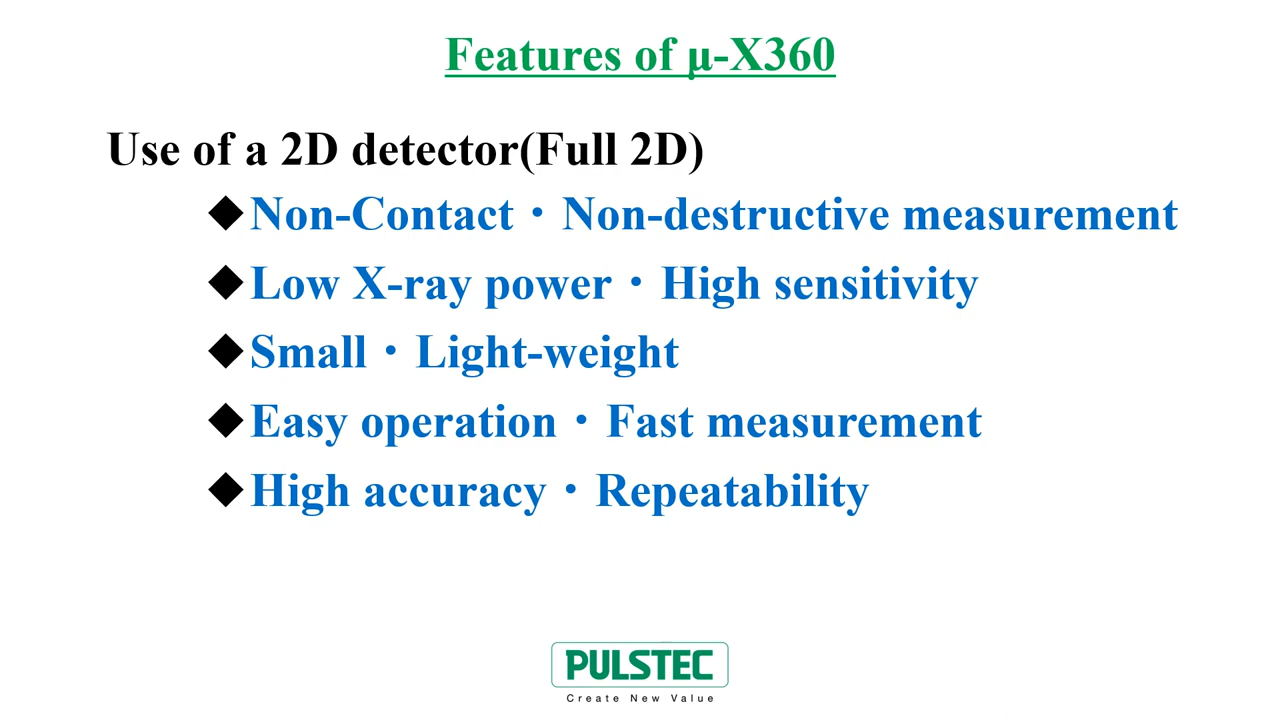 Features of μ-X360
Use of a 2D detector(Full 2D)
◆Non-Contact・Non-destructive measurement
◆Low X-ray power・High sensitivity
◆Small・Light-weight
◆Easy operation・Fast measurement
◆High accuracy・Repeatability
PULSTEC
Create New Value